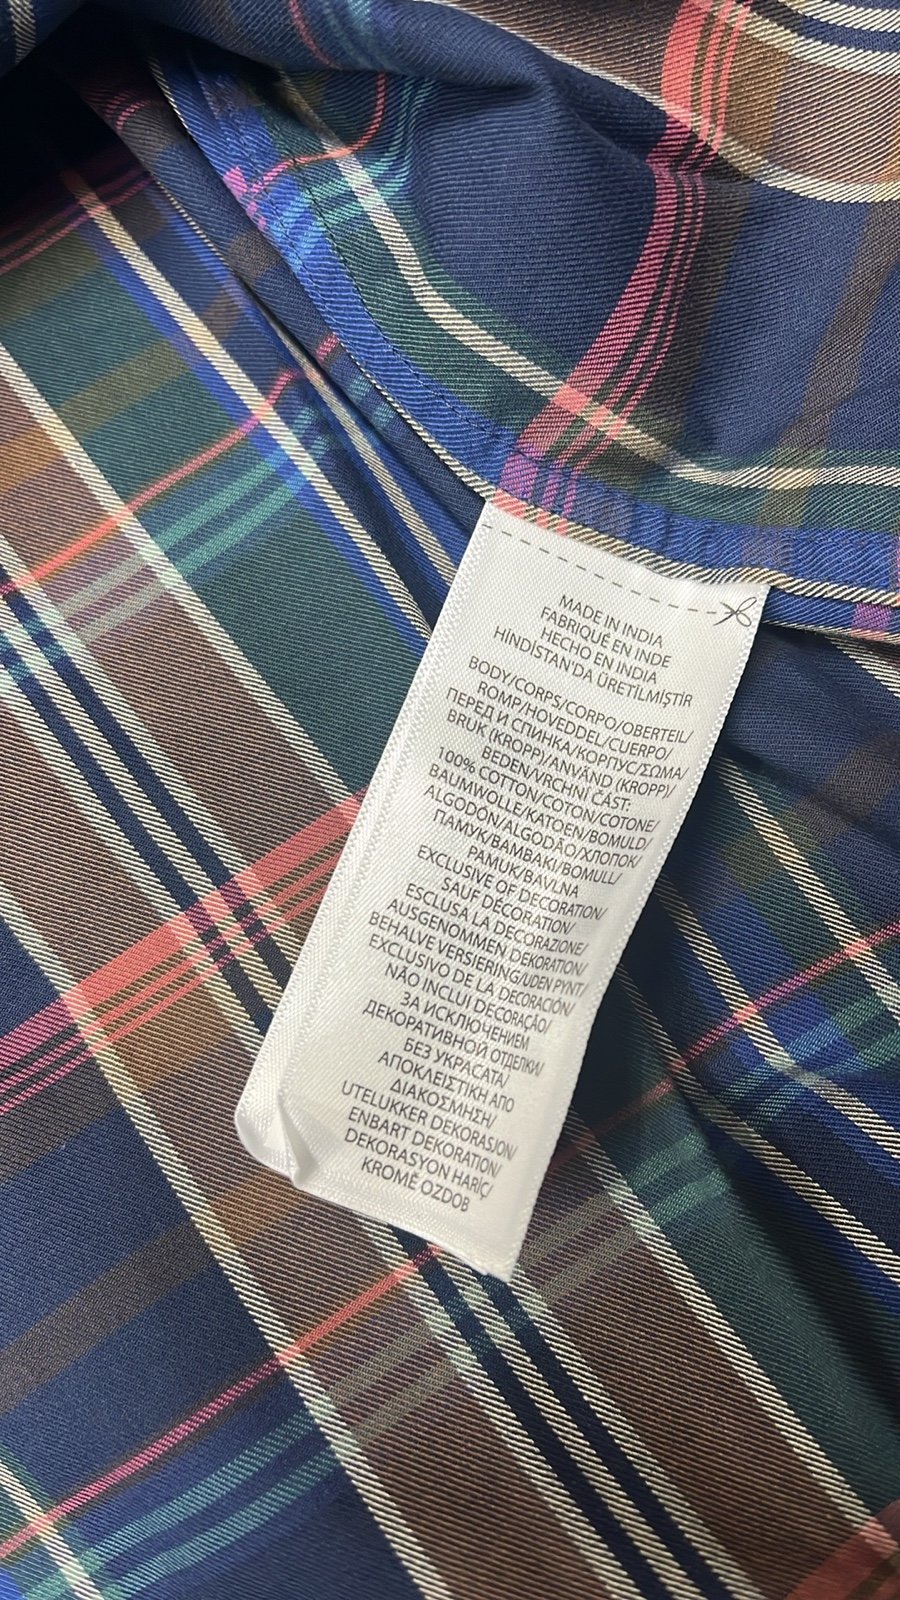 MADE IN INDIA
FABRIQUÉ EN INDE
HECHO EN INDIA
HİNDİSTAN'DA ÜRETİLMİŞTİR
BODY/CORPS/CORPO/OBERTEIL/
ROMP/HOVEDDEL/CUERPO/
ПЕРЕД И СПИНКА/КОРПУС/ΣΩΜΑ/
BRUK (KROPP)/ANVÄND (KROPP)/
BEDEN/VRCHNÍ ČÁST:
100% COTTON/COTON/COTONE/
BAUMWOLLE/KATOEN/BOMULD/
ALGODÓN/ALGODÃO/ХЛОПОК/
ПАМУК/ΒΑΜΒΑΚΙ/BOMULL/
PAMUK/BAVLNA
EXCLUSIVE OF DECORATION/
SAUF DÉCORATION/
ESCLUSA LA DECORAZIONE/
AUSGENOMMEN DEKORATION/
BEHALVE VERSIERING/UDEN PYNT/
EXCLUSIVO DE LA DECORACIÓN/
NÃO INCLUI DECORAÇÃO/
ЗА ИСКЛЮЧЕНИЕМ
ДЕКОРАТИВНОЙ ОТДЕЛКИ/
БЕЗ УКРАСАТА/
ΑΠΟΚΛΕΙΣΤΙΚΗ ΑΠΟ
ΔΙΑΚΟΣΜΗΣΗ/
UTELUKKER DEKORASJON/
ENBART DEKORATION/
DEKORASYON HARİÇ/
KROMĚ OZDOB